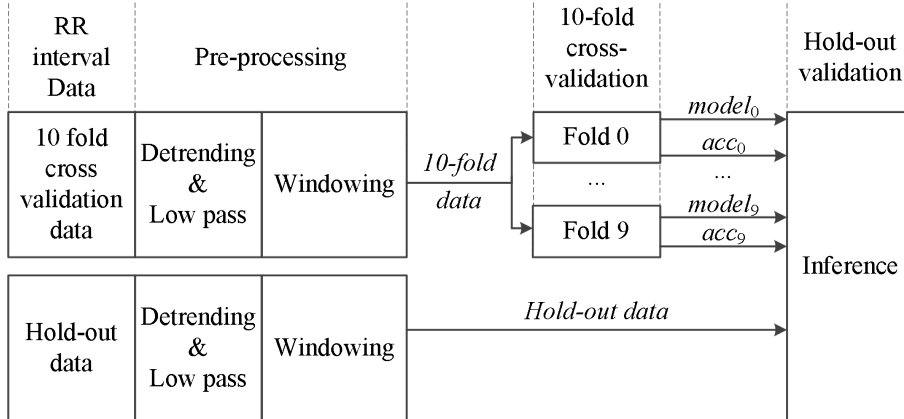 RR
interval
Data
Pre-processing
10-fold
cross-
validation
Hold-out
validation
10 fold
cross
validation
data
Detrending
&
Low pass
Windowing
10-fold
data
Fold 0
...
Fold 9
model0
acc0
...
model9
acc9
Inference
Hold-out
data
Detrending
&
Low pass
Windowing
Hold-out data